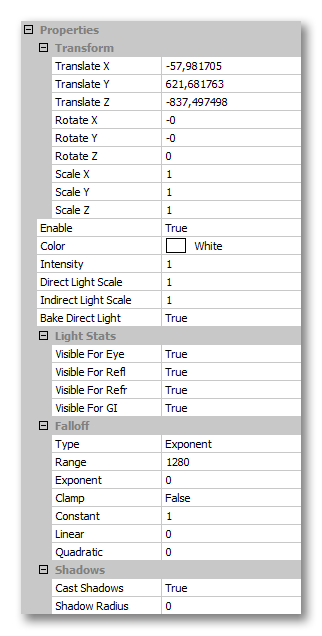 Properties
Transform
Translate X -57,981705
Translate Y 621,681763
Translate Z -837,497498
Rotate X -0
Rotate Y -0
Rotate Z 0
Scale X 1
Scale Y 1
Scale Z 1
Enable True
Color White
Intensity 1
Direct Light Scale 1
Indirect Light Scale 1
Bake Direct Light True
Light Stats
Visible For Eye True
Visible For Refl True
Visible For Refr True
Visible For GI True
Falloff
Type Exponent
Range 1280
Exponent 0
Clamp False
Constant 1
Linear 0
Quadratic 0
Shadows
Cast Shadows True
Shadow Radius 0